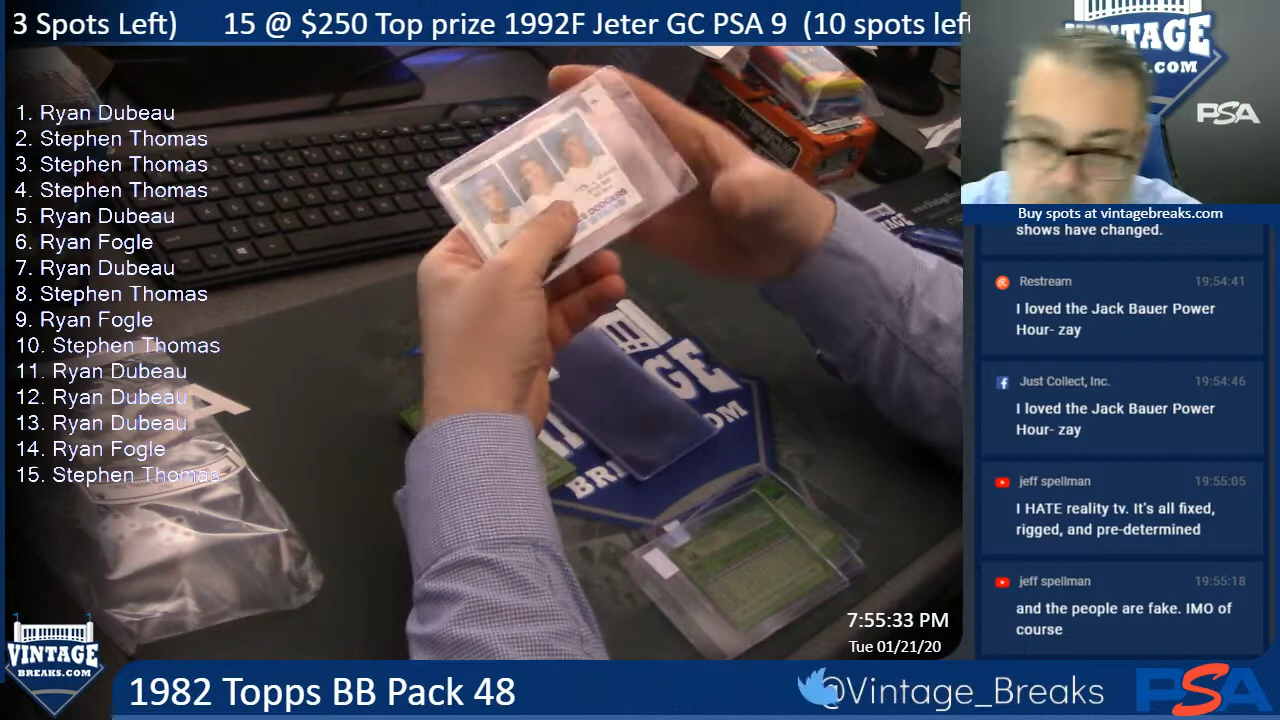 3 Spots Left)      15 @ $250 Top prize 1992F Jeter GC PSA 9  (10 spots left
1. Ryan Dubeau
2. Stephen Thomas
3. Stephen Thomas
4. Stephen Thomas
5. Ryan Dubeau
6. Ryan Fogle
7. Ryan Dubeau
8. Stephen Thomas
9. Ryan Fogle
10. Stephen Thomas
11. Ryan Dubeau
12. Ryan Dubeau
13. Ryan Dubeau
14. Ryan Fogle
15. Stephen Thomas
DODGERS
VINTAGE
.COM
PSA
Buy spots at vintagebreaks.com
shows have changed.
Restream 19:54:41
I loved the Jack Bauer Power
Hour- zay
Just Collect, Inc. 19:54:46
I loved the Jack Bauer Power
Hour- zay
jeff spellman 19:55:05
I HATE reality tv. It's all fixed,
rigged, and pre-determined
jeff spellman 19:55:18
and the people are fake. IMO of
course
7:55:33 PM
Tue 01/21/20
VINTAGE
BREAKS.COM
1982 Topps BB Pack 48
@Vintage_Breaks
PSA